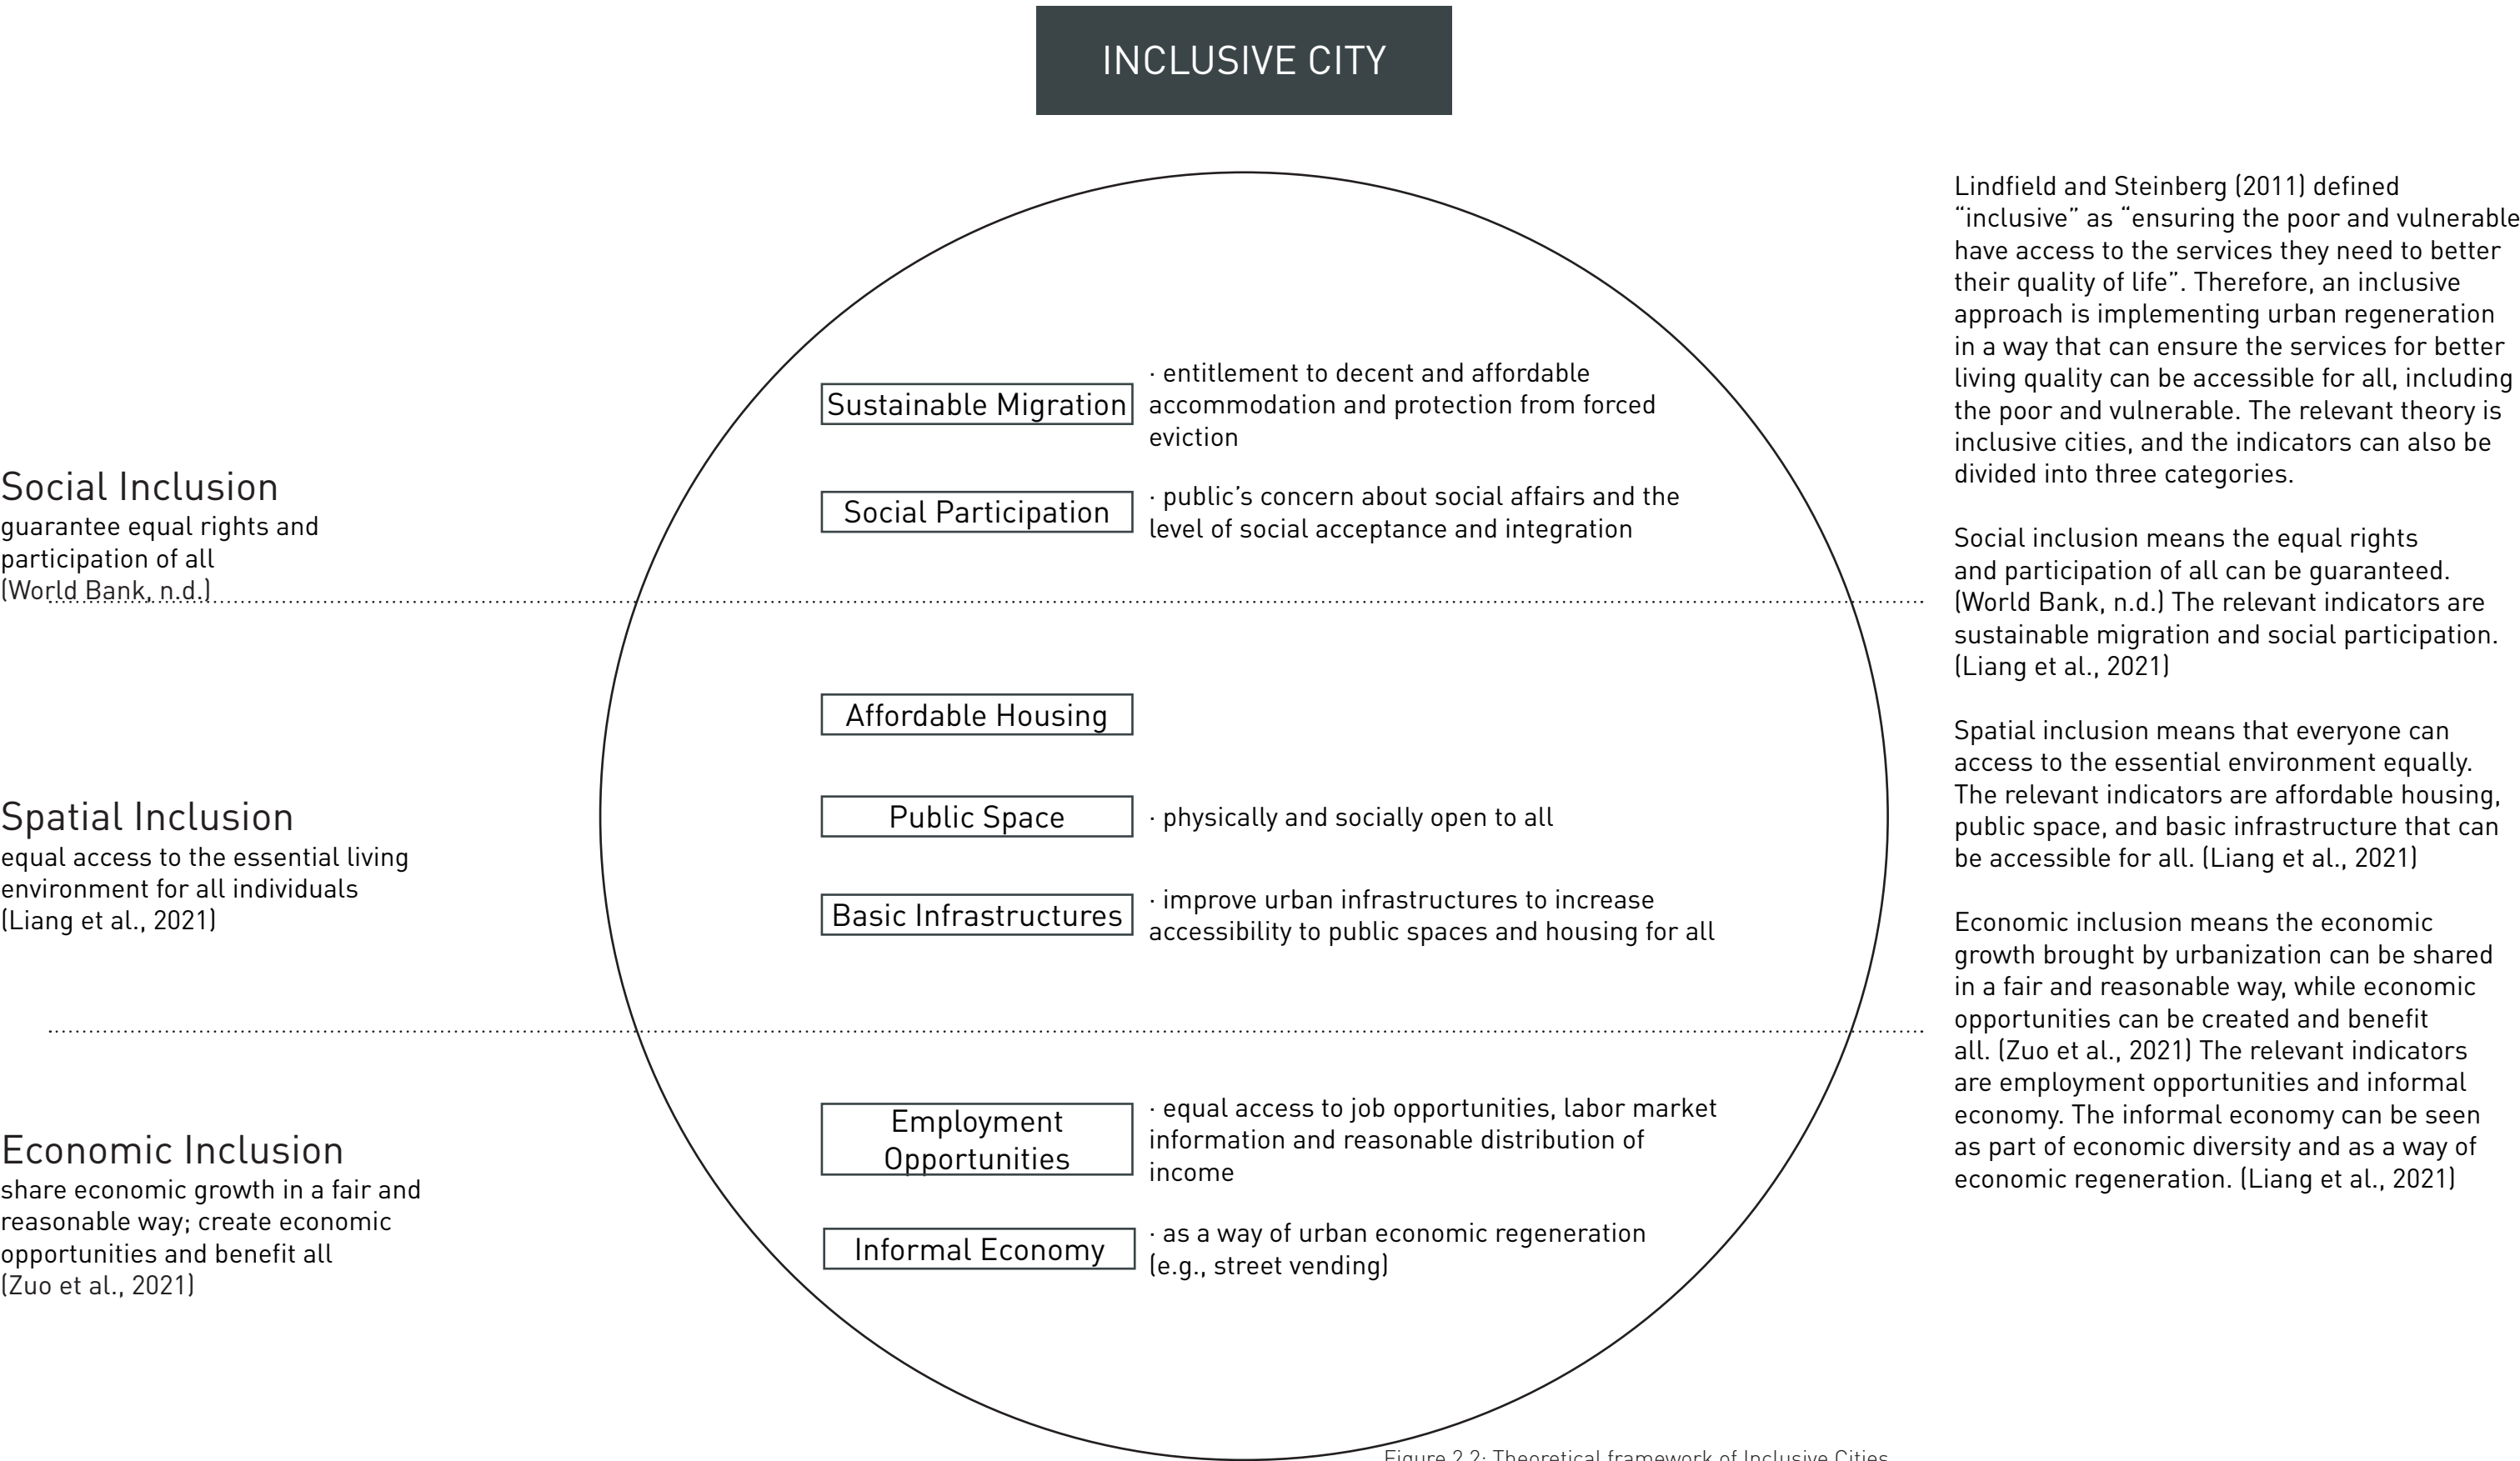 INCLUSIVE CITY
Social Inclusion
guarantee equal rights and
participation of all
(World Bank, n.d.)
Sustainable Migration
· entitlement to decent and affordable
accommodation and protection from forced
eviction
Social Participation
· public’s concern about social affairs and the
level of social acceptance and integration
Spatial Inclusion
equal access to the essential living
environment for all individuals
(Liang et al., 2021)
Affordable Housing
Public Space
· physically and socially open to all
Basic Infrastructures
· improve urban infrastructures to increase
accessibility to public spaces and housing for all
Economic Inclusion
share economic growth in a fair and
reasonable way; create economic
opportunities and benefit all
(Zuo et al., 2021)
Employment
Opportunities
· equal access to job opportunities, labor market
information and reasonable distribution of
income
Informal Economy
· as a way of urban economic regeneration
(e.g., street vending)
Lindfield and Steinberg (2011) defined
“inclusive” as “ensuring the poor and vulnerable
have access to the services they need to better
their quality of life”. Therefore, an inclusive
approach is implementing urban regeneration
in a way that can ensure the services for better
living quality can be accessible for all, including
the poor and vulnerable. The relevant theory is
inclusive cities, and the indicators can also be
divided into three categories.
Social inclusion means the equal rights
and participation of all can be guaranteed.
(World Bank, n.d.) The relevant indicators are
sustainable migration and social participation.
(Liang et al., 2021)
Spatial inclusion means that everyone can
access to the essential environment equally.
The relevant indicators are affordable housing,
public space, and basic infrastructure that can
be accessible for all. (Liang et al., 2021)
Economic inclusion means the economic
growth brought by urbanization can be shared
in a fair and reasonable way, while economic
opportunities can be created and benefit
all. (Zuo et al., 2021) The relevant indicators
are employment opportunities and informal
economy. The informal economy can be seen
as part of economic diversity and as a way of
economic regeneration. (Liang et al., 2021)
Figure 2.2: Theoretical framework of Inclusive Cities